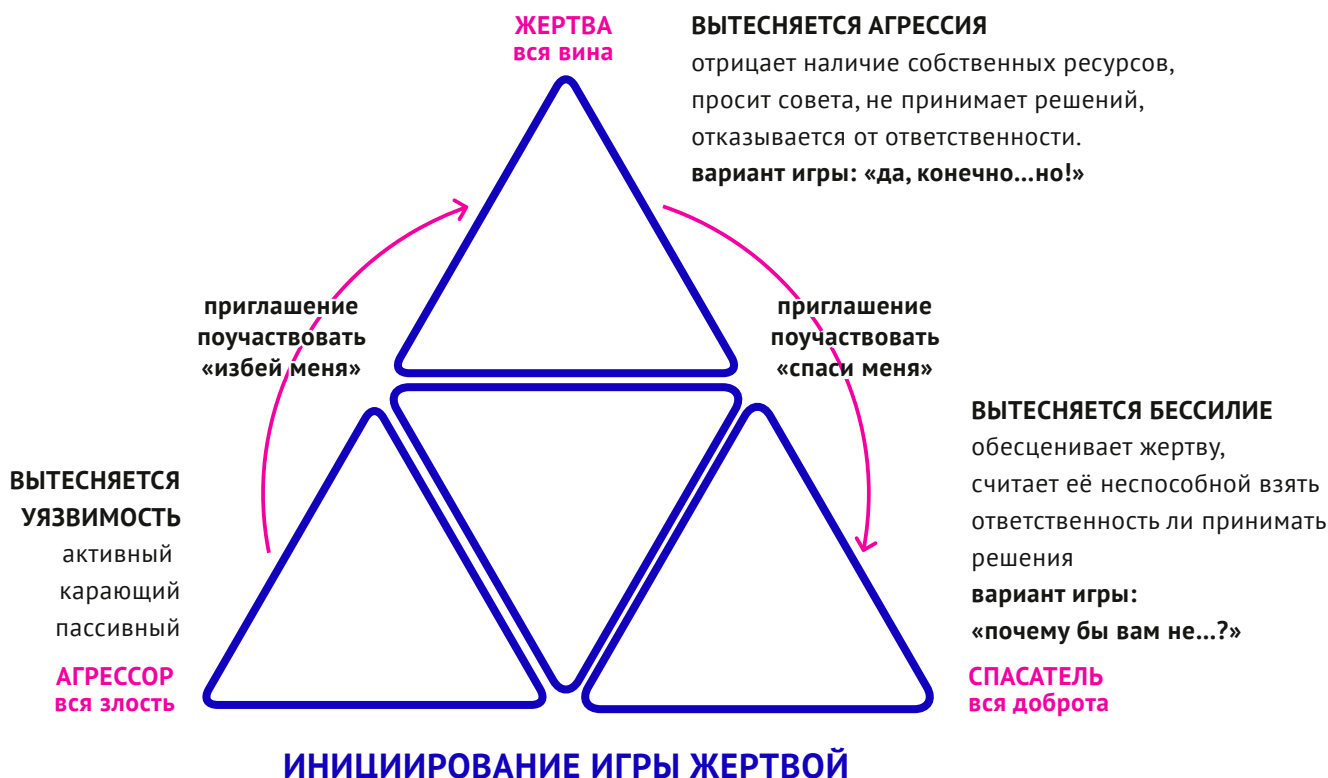 ЖЕРТВА
вся вина
ВЫТЕСНЯЕТСЯ АГРЕССИЯ
отрицает наличие собственных ресурсов,
просит совета, не принимает решений,
отказывается от ответственности.
вариант игры: «да, конечно...но!»
приглашение
поучаствовать
«избей меня»
приглашение
поучаствовать
«спаси меня»
ВЫТЕСНЯЕТСЯ
УЯЗВИМОСТЬ
активный
карающий
пассивный
АГРЕССОР
вся злость
ВЫТЕСНЯЕТСЯ БЕССИЛИЕ
обесценивает жертву,
считает её неспособной взять
ответственность ли принимать
решения
вариант игры:
«почему бы вам не...?»
СПАСАТЕЛЬ
вся доброта
ИНИЦИИРОВАНИЕ ИГРЫ ЖЕРТВОЙ